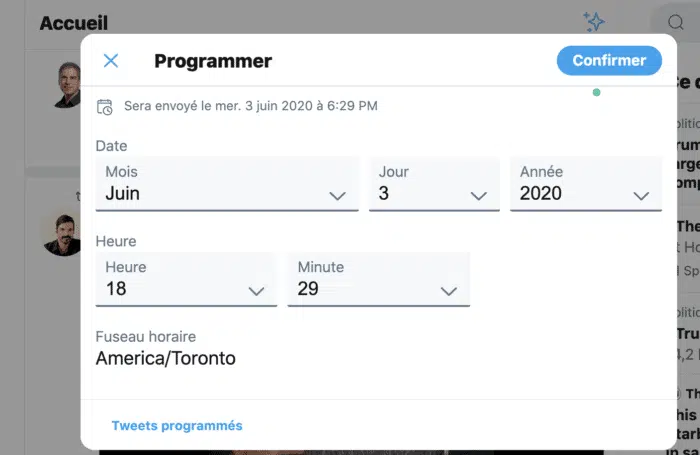 Accueil
Programmer
Confirmer
Sera envoyé le mer. 3 juin 2020 à 6:29 PM
Date
Mois
Juin
Jour
3
Année
2020
Heure
Heure
18
Minute
29
Fuseau horaire
America/Toronto
Tweets programmés
The